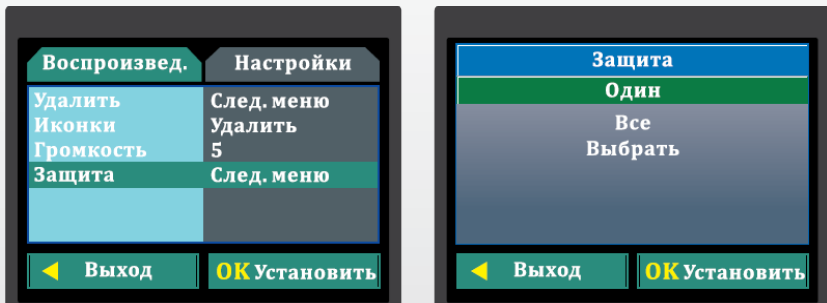 Воспроизвед. Настройки
Удалить След. меню
Иконки Удалить
Громкость 5
Защита След. меню
Выход OK Установить
Защита
Один
Все
Выбрать
Выход OK Установить